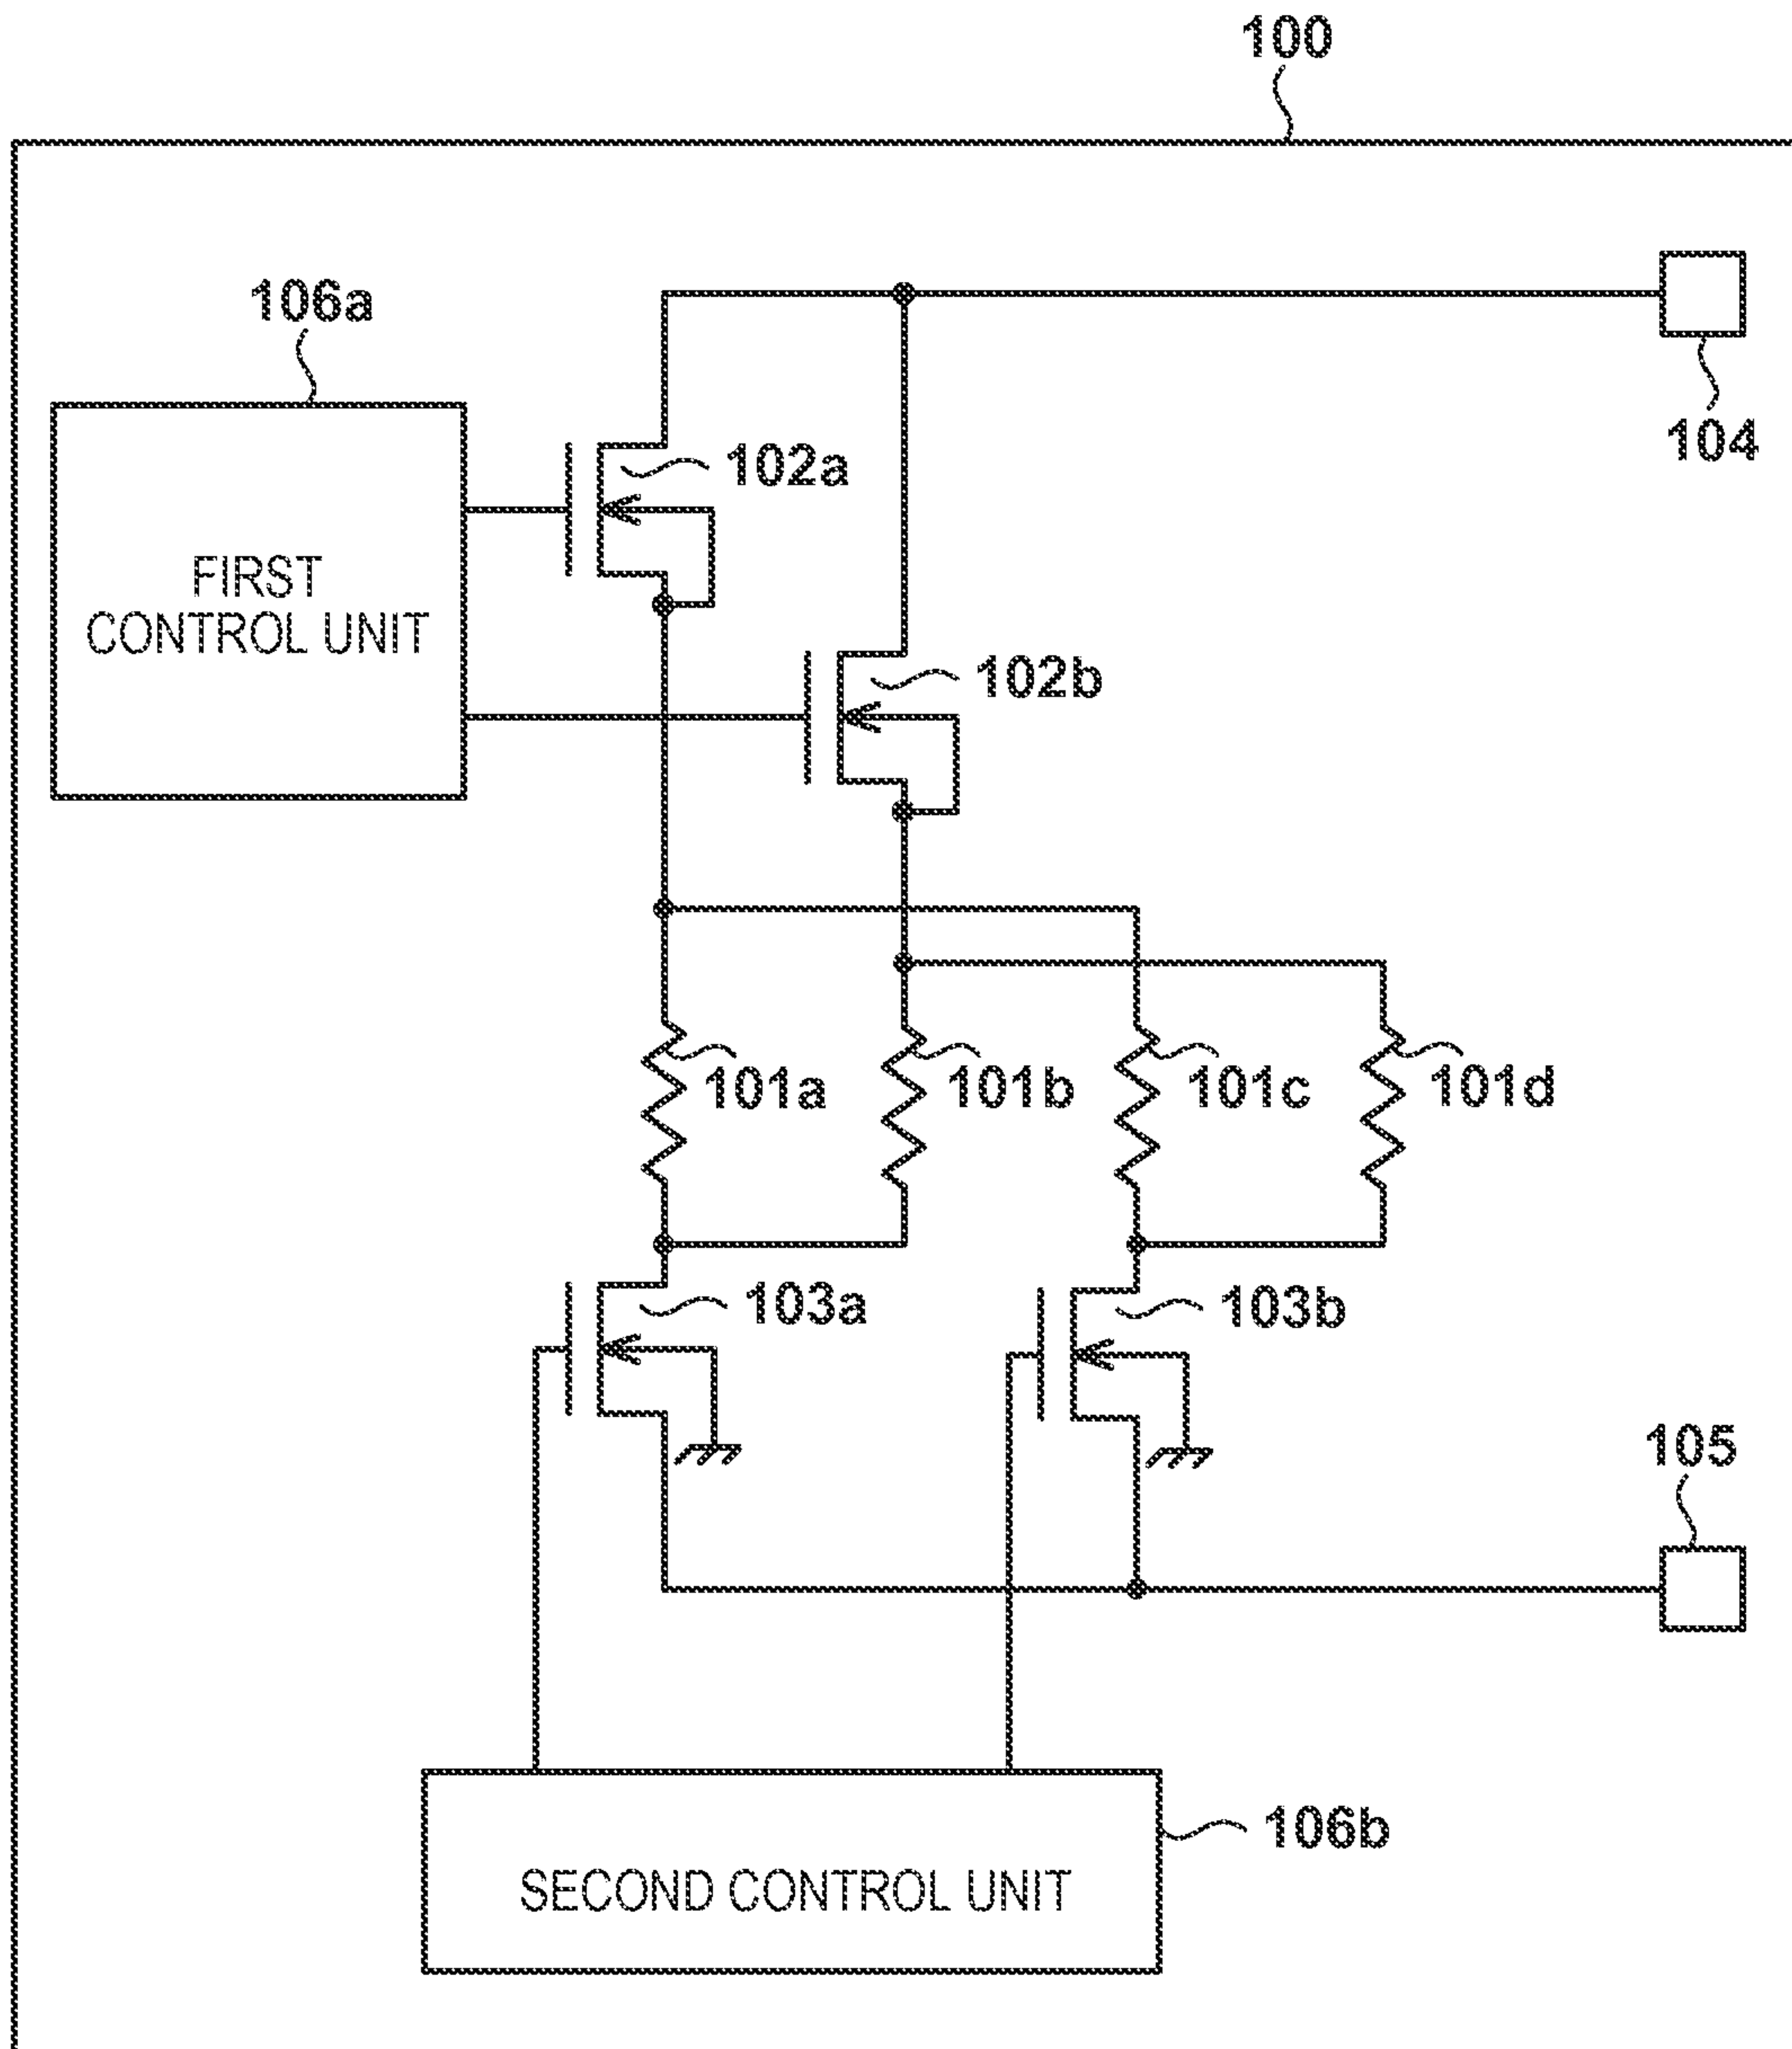 100
106a
104
102a
FIRST
CONTROL UNIT
102b
101a
101b
101c
101d
103a
103b
105
106b
SECOND CONTROL UNIT